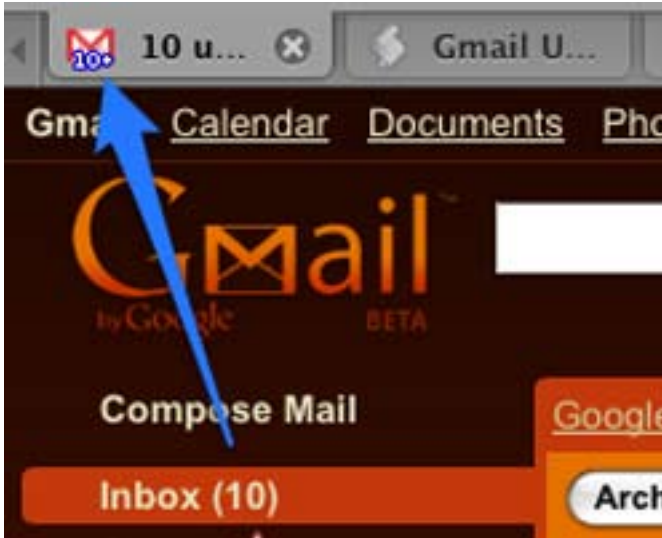 10+ 10 u... Gmail U...
Gma Calendar Documents Pho
Gmail
by Google BETA
Compose Mail
Google
Inbox (10)
Arch